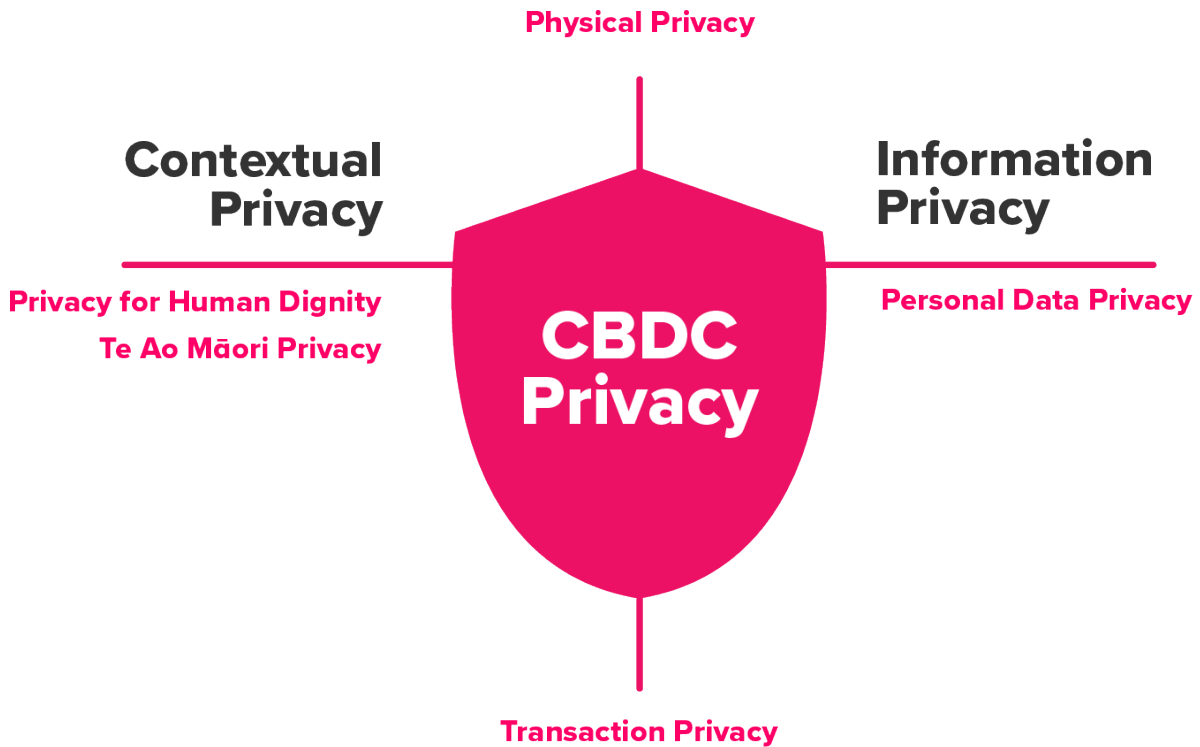 Physical Privacy
Contextual
Privacy
Information
Privacy
Privacy for Human Dignity
Te Ao Māori Privacy
Personal Data Privacy
CBDC
Privacy
Transaction Privacy